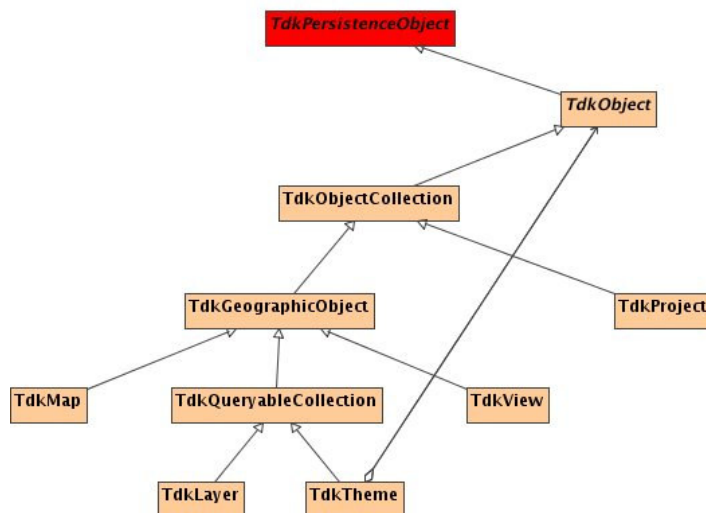 TdkPersistenceObject
TdkObject
TdkObjectCollection
TdkGeographicObject
TdkProject
TdkMap
TdkQueryableCollection
TdkView
TdkLayer
TdkTheme